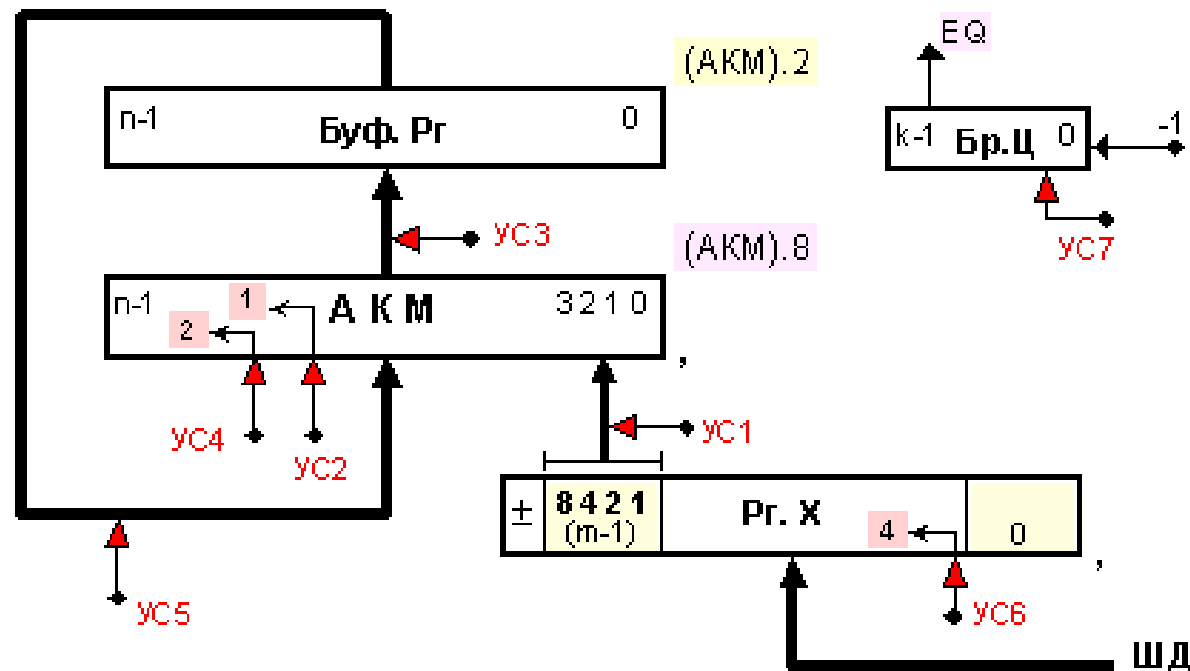 EQ
(АКМ).2
n-1 Буф. Рг 0
k-1 Бр.Ц 0
-1
УС3
(АКМ).8
УС7
n-1 1 А К М 3 2 1 0
2
,
УС4
УС2
УС1
± 8 4 2 1 Рг. Х
(m-1) 4 0
,
УС5
УС6
ШД